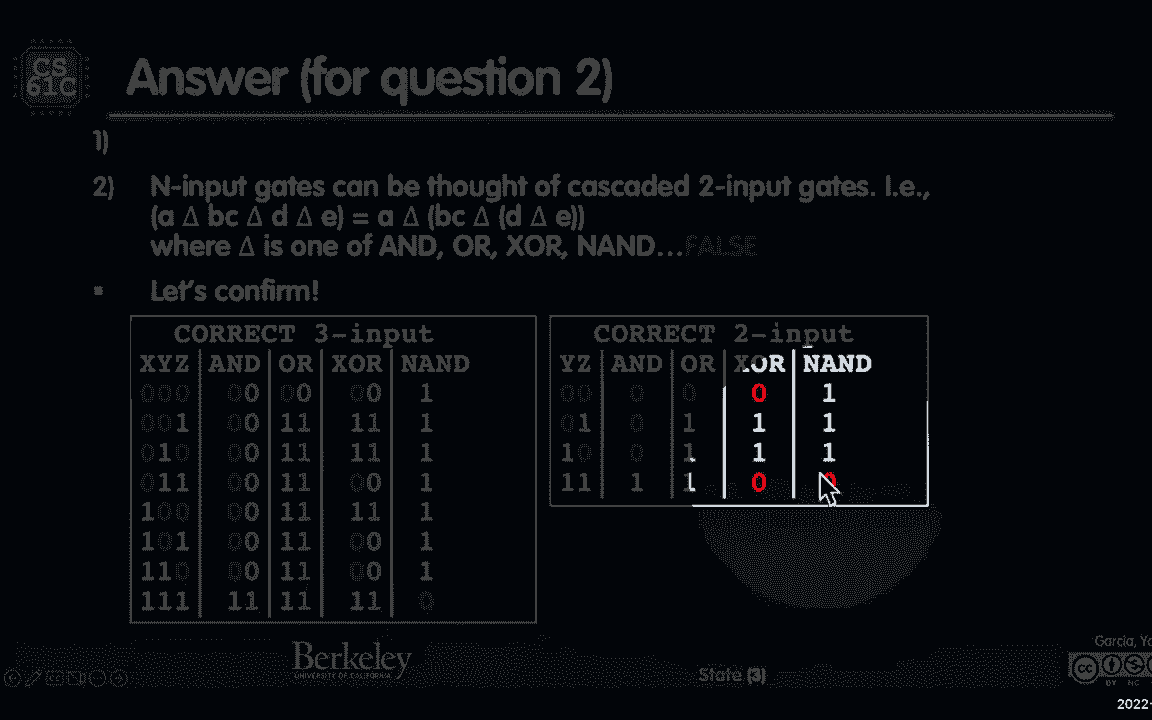 CS
61C
Answer (for question 2)
1)
2) N-input gates can be thought of cascaded 2-input gates. I.e.,
(a Δ bc Δ d Δ e) = a Δ (bc Δ (d Δ e))
where Δ is one of AND, OR, XOR, NAND…FALSE
▪ Let's confirm!
CORRECT 3-input
XYZ AND OR XOR NAND
000 00 00 00 1
001 00 11 11 1
010 00 11 11 1
011 00 11 00 1
100 00 11 11 1
101 00 11 00 1
110 00 11 00 1
111 11 11 11 0
CORRECT 2-input
YZ AND OR XOR NAND
00 0 0 0 1
01 0 1 1 1
10 0 1 1 1
11 1 1 0 0
Berkeley
UNIVERSITY OF CALIFORNIA
State (3)
Garcia,
BY NC
2022-